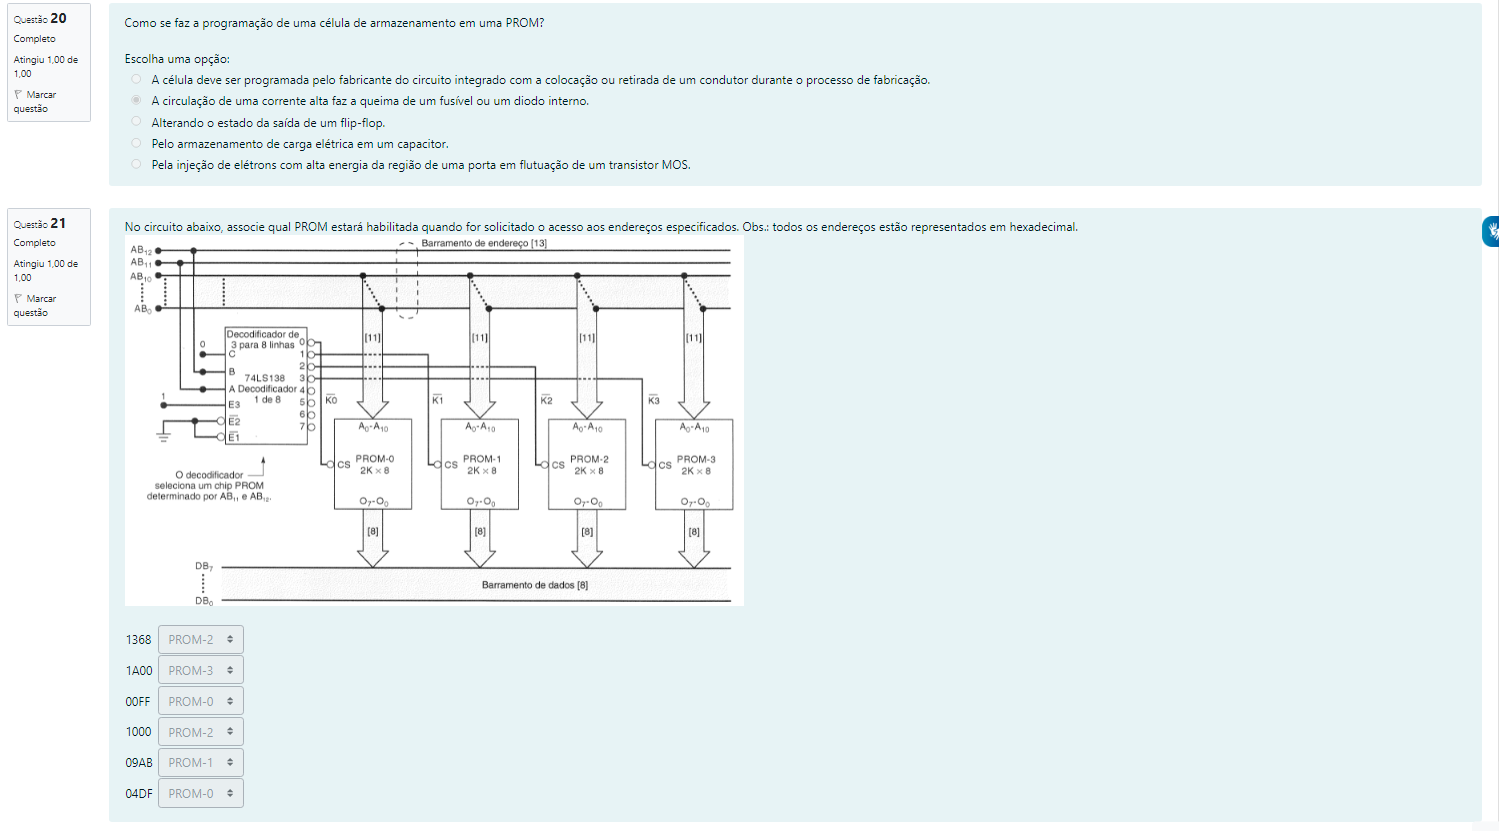 Questão 20
Completo
Atingiu 1,00 de
1,00
Marcar
questão
Como se faz a programação de uma célula de armazenamento em uma PROM?
Escolha uma opção:
A célula deve ser programada pelo fabricante do circuito integrado com a colocação ou retirada de um condutor durante o processo de fabricação.
A circulação de uma corrente alta faz a queima de um fusível ou um diodo interno.
Alterando o estado da saída de um flip-flop.
Pelo armazenamento de carga elétrica em um capacitor.
Pela injeção de elétrons com alta energia da região de uma porta em flutuação de um transistor MOS.
Questão 21
Completo
Atingiu 1,00 de
1,00
Marcar
questão
No circuito abaixo, associe qual PROM estará habilitada quando for solicitado o acesso aos endereços especificados. Obs.: todos os endereços estão representados em hexadecimal.
Barramento de endereço [13]
AB₁₂
AB₁₁
AB₁₀
AB₀
[11] [11] [11] [11]
Decodificador de
3 para 8 linhas
74LS138
Decodificador
1 de 8
0
C
B
A
1
E3
E̅2̅
E̅1̅
0
1
2
3
4
5
6
7
K̅0̅ K̅1̅ K̅2̅ K̅3̅
A₀-A₁₀ A₀-A₁₀ A₀-A₁₀ A₀-A₁₀
CS PROM-0 CS PROM-1 CS PROM-2 CS PROM-3
2K × 8 2K × 8 2K × 8 2K × 8
O₇-O₀ O₇-O₀ O₇-O₀ O₇-O₀
O decodificador
seleciona um chip PROM
determinado por AB₁₁ e AB₁₂.
[8] [8] [8] [8]
DB₇
Barramento de dados [8]
DB₀
1368 PROM-2
1A00 PROM-3
00FF PROM-0
1000 PROM-2
09AB PROM-1
04DF PROM-0